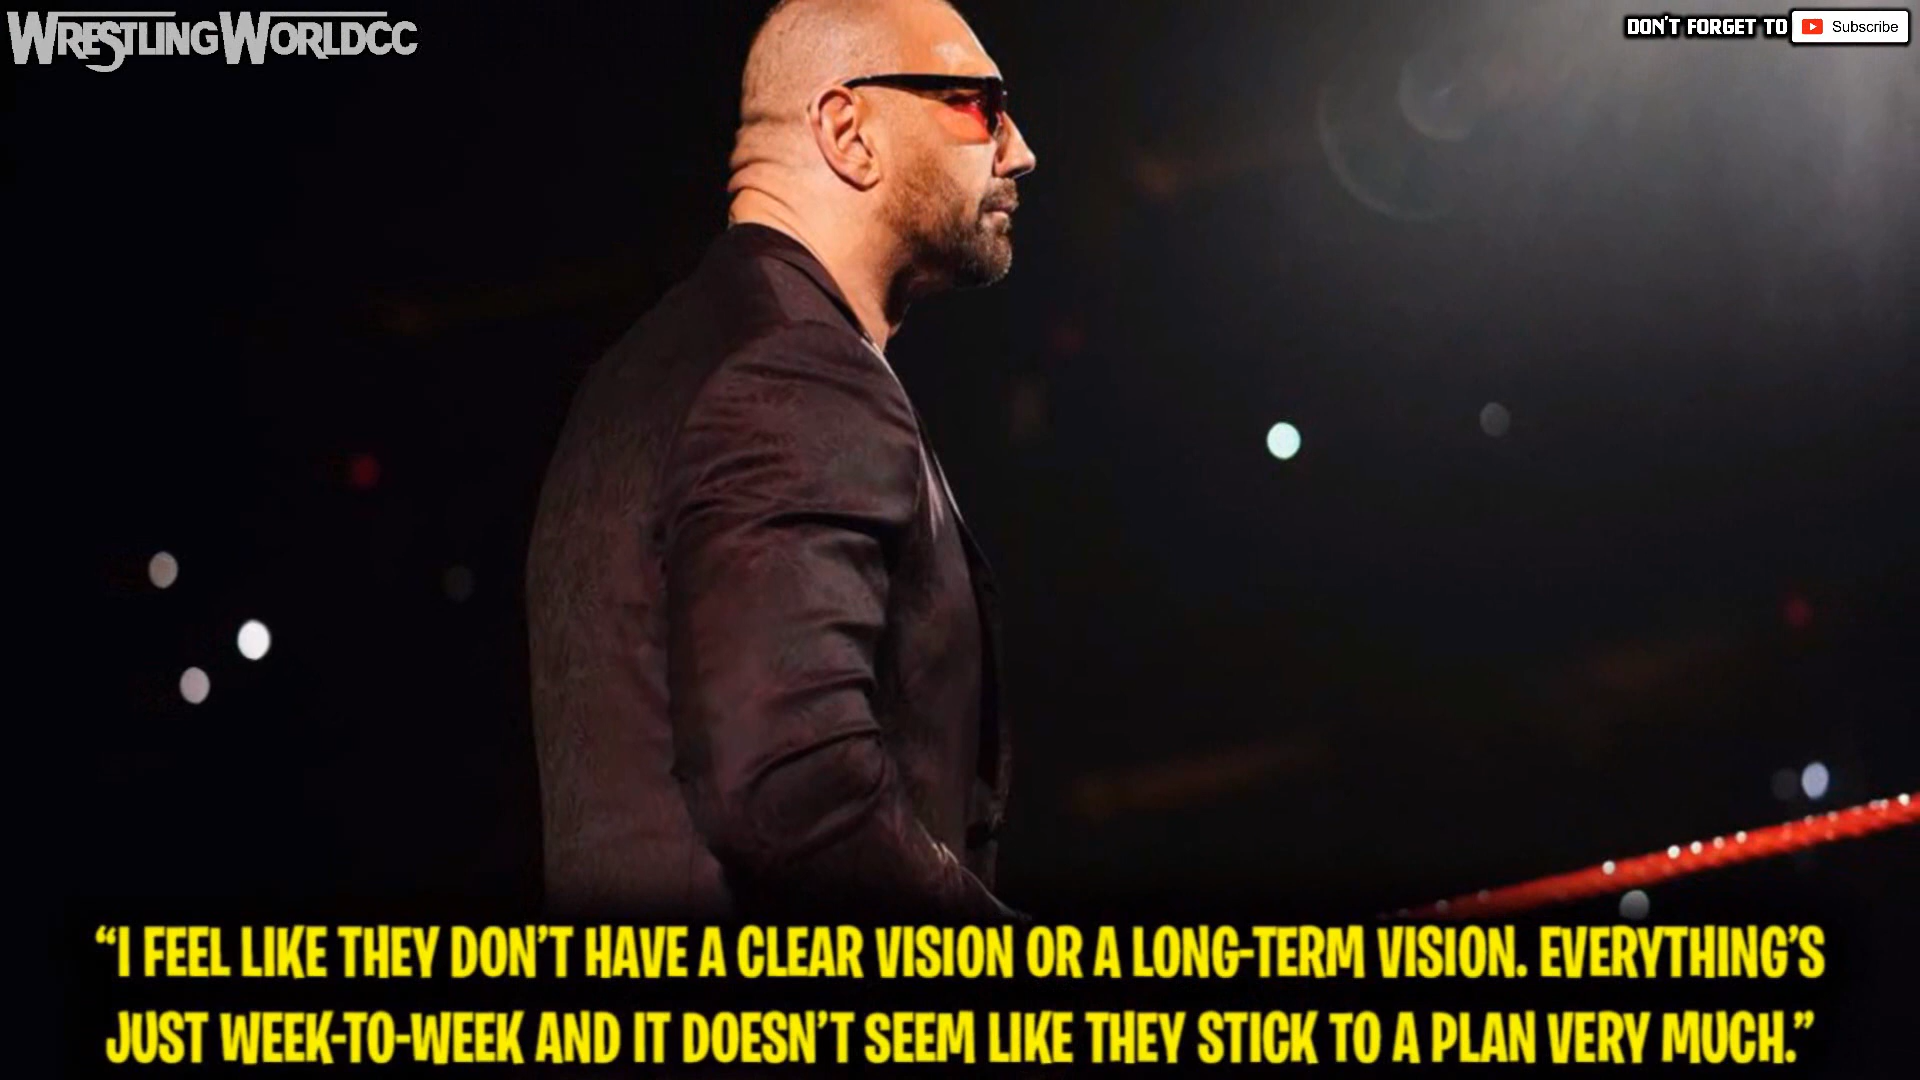 WRESTLINGWORLDCC
DON'T FORGET TO Subscribe
“I FEEL LIKE THEY DON’T HAVE A CLEAR VISION OR A LONG-TERM VISION. EVERYTHING’S
JUST WEEK-TO-WEEK AND IT DOESN’T SEEM LIKE THEY STICK TO A PLAN VERY MUCH.”